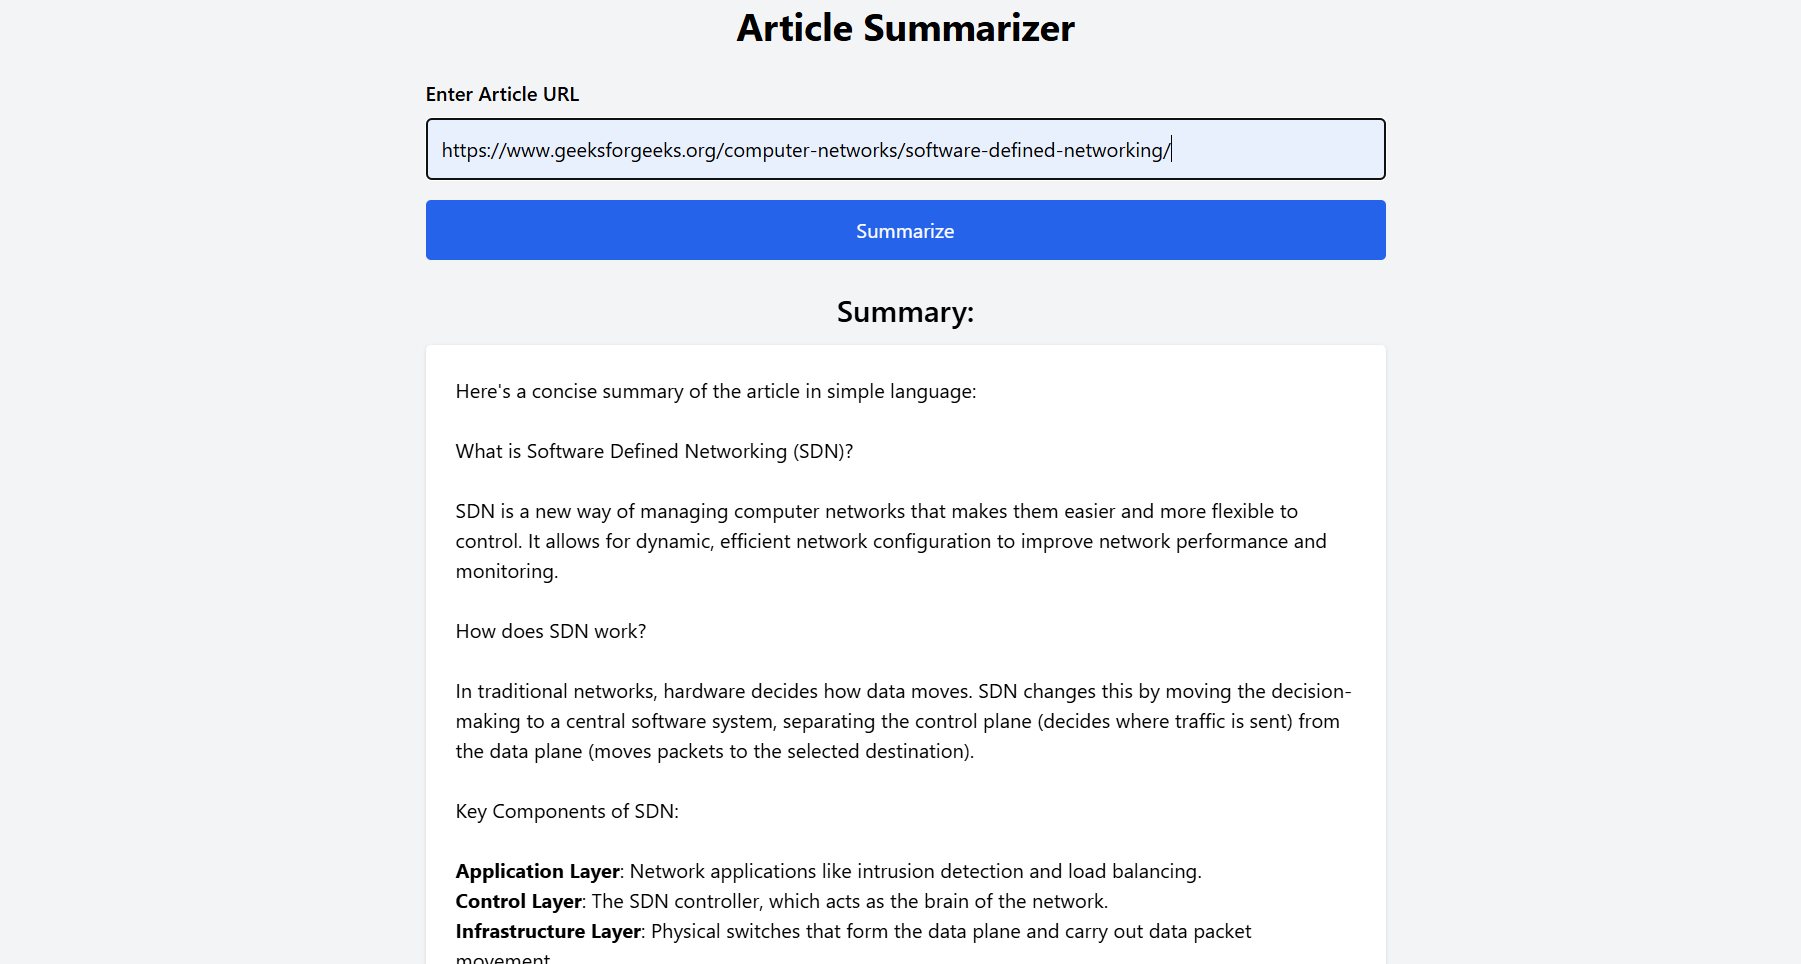 Article Summarizer
Enter Article URL
https://www.geeksforgeeks.org/computer-networks/software-defined-networking/
Summarize
Summary:
Here's a concise summary of the article in simple language:
What is Software Defined Networking (SDN)?
SDN is a new way of managing computer networks that makes them easier and more flexible to
control. It allows for dynamic, efficient network configuration to improve network performance and
monitoring.
How does SDN work?
In traditional networks, hardware decides how data moves. SDN changes this by moving the decision-
making to a central software system, separating the control plane (decides where traffic is sent) from
the data plane (moves packets to the selected destination).
Key Components of SDN:
Application Layer: Network applications like intrusion detection and load balancing.
Control Layer: The SDN controller, which acts as the brain of the network.
Infrastructure Layer: Physical switches that form the data plane and carry out data packet
movement.